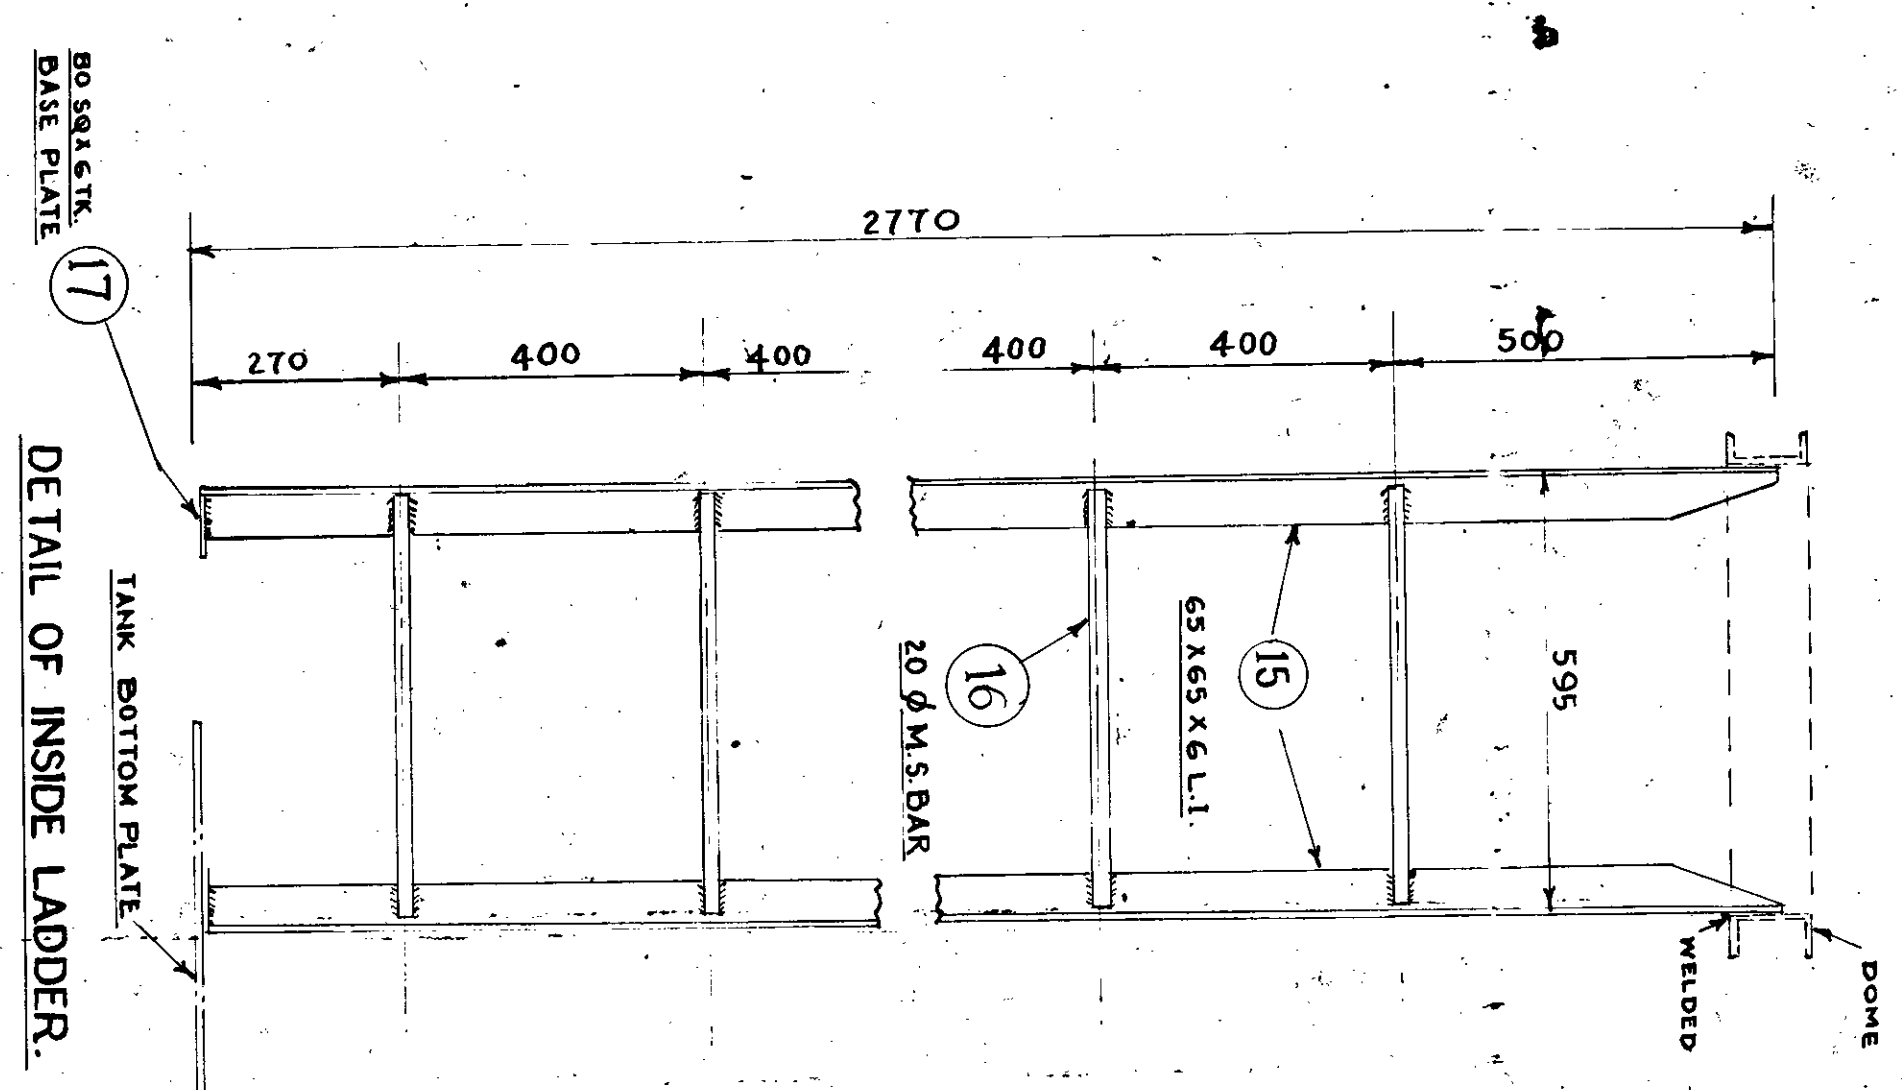 2770
270
400
400
400
400
500
80 SQ X 6 TK.
BASE PLATE
17
595
65 X 65 X 6 L.I.
15
16
20 Ø M.S. BAR
TANK BOTTOM PLATE
WELDED
DOME
DETAIL OF INSIDE LADDER.